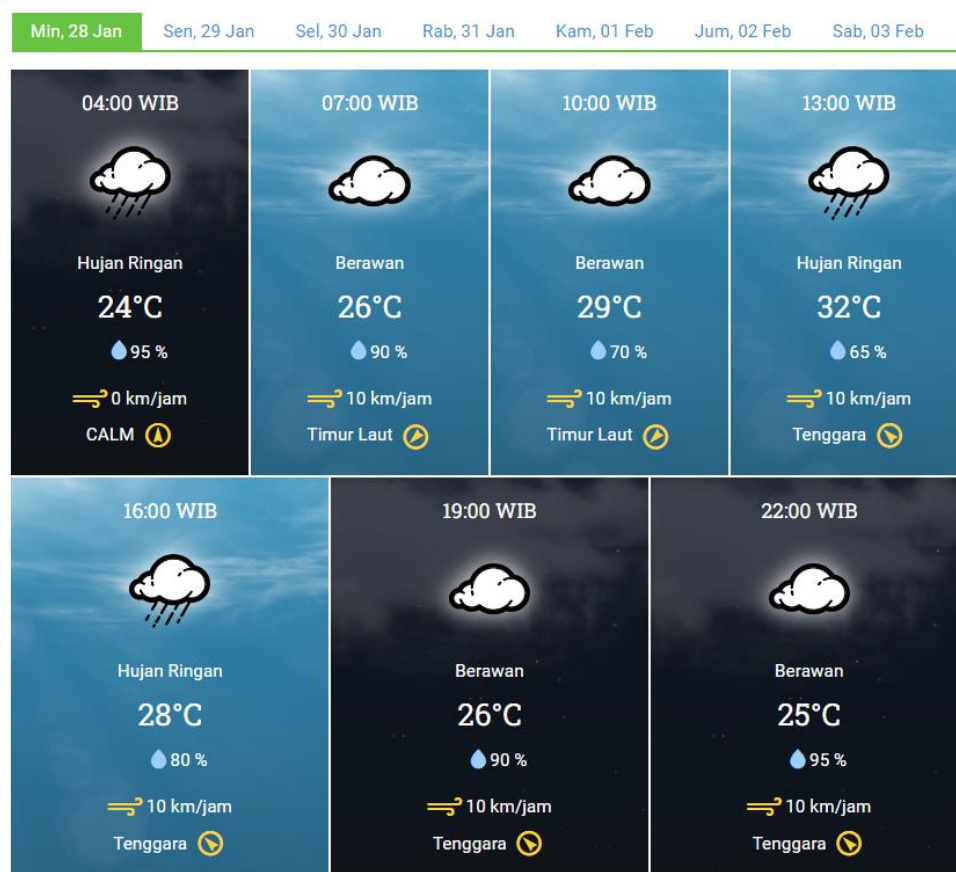 Min, 28 Jan Sen, 29 Jan Sel, 30 Jan Rab, 31 Jan Kam, 01 Feb Jum, 02 Feb Sab, 03 Feb
04:00 WIB
Hujan Ringan
24°C
95 %
0 km/jam
CALM
07:00 WIB
Berawan
26°C
90 %
10 km/jam
Timur Laut
10:00 WIB
Berawan
29°C
70 %
10 km/jam
Timur Laut
13:00 WIB
Hujan Ringan
32°C
65 %
10 km/jam
Tenggara
16:00 WIB
Hujan Ringan
28°C
80 %
10 km/jam
Tenggara
19:00 WIB
Berawan
26°C
90 %
10 km/jam
Tenggara
22:00 WIB
Berawan
25°C
95 %
10 km/jam
Tenggara